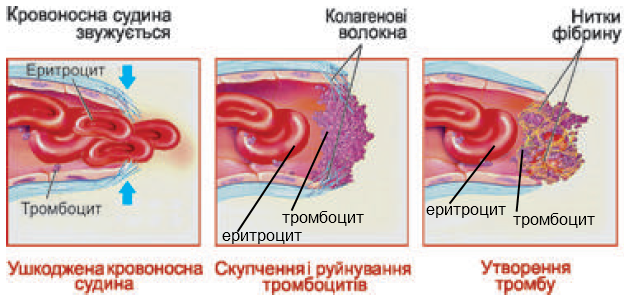 Кровоносна судина
звужується
Еритроцит
Тромбоцит
Ушкоджена кровоносна
судина
Колагенові
волокна
тромбоцит
еритроцит
Скупчення і руйнування
тромбоцитів
Нитки
фібрину
еритроцит
тромбоцит
Утворення
тромбу